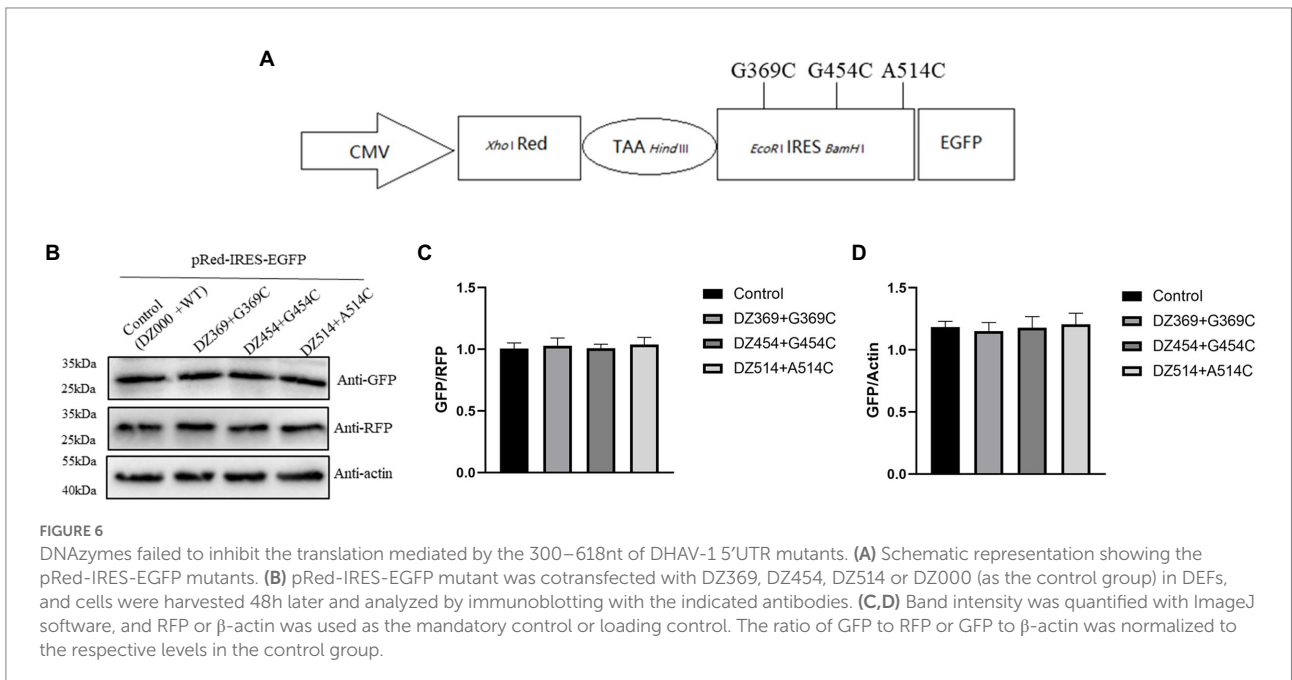 A
G369C G454C A514C
CMV
XhoI Red
TAA HindIII
EcoRI IRES BamHI
EGFP
B
pRed-IRES-EGFP
Control
(DZ000 +WT)
DZ369+G369C
DZ454+G454C
DZ514+A514C
35kDa
25kDa
Anti-GFP
35kDa
25kDa
Anti-RFP
55kDa
40kDa
Anti-actin
C
GFP/RFP
1.5
1.0
0.5
0.0
Control
DZ369+G369C
DZ454+G454C
DZ514+A514C
D
GFP/Actin
1.5
1.0
0.5
0.0
Control
DZ369+G369C
DZ454+G454C
DZ514+A514C
FIGURE 6
DNAzymes failed to inhibit the translation mediated by the 300–618nt of DHAV-1 5′UTR mutants. (A) Schematic representation showing the
pRed-IRES-EGFP mutants. (B) pRed-IRES-EGFP mutant was cotransfected with DZ369, DZ454, DZ514 or DZ000 (as the control group) in DEFs,
and cells were harvested 48h later and analyzed by immunoblotting with the indicated antibodies. (C,D) Band intensity was quantified with ImageJ
software, and RFP or β-actin was used as the mandatory control or loading control. The ratio of GFP to RFP or GFP to β-actin was normalized to
the respective levels in the control group.